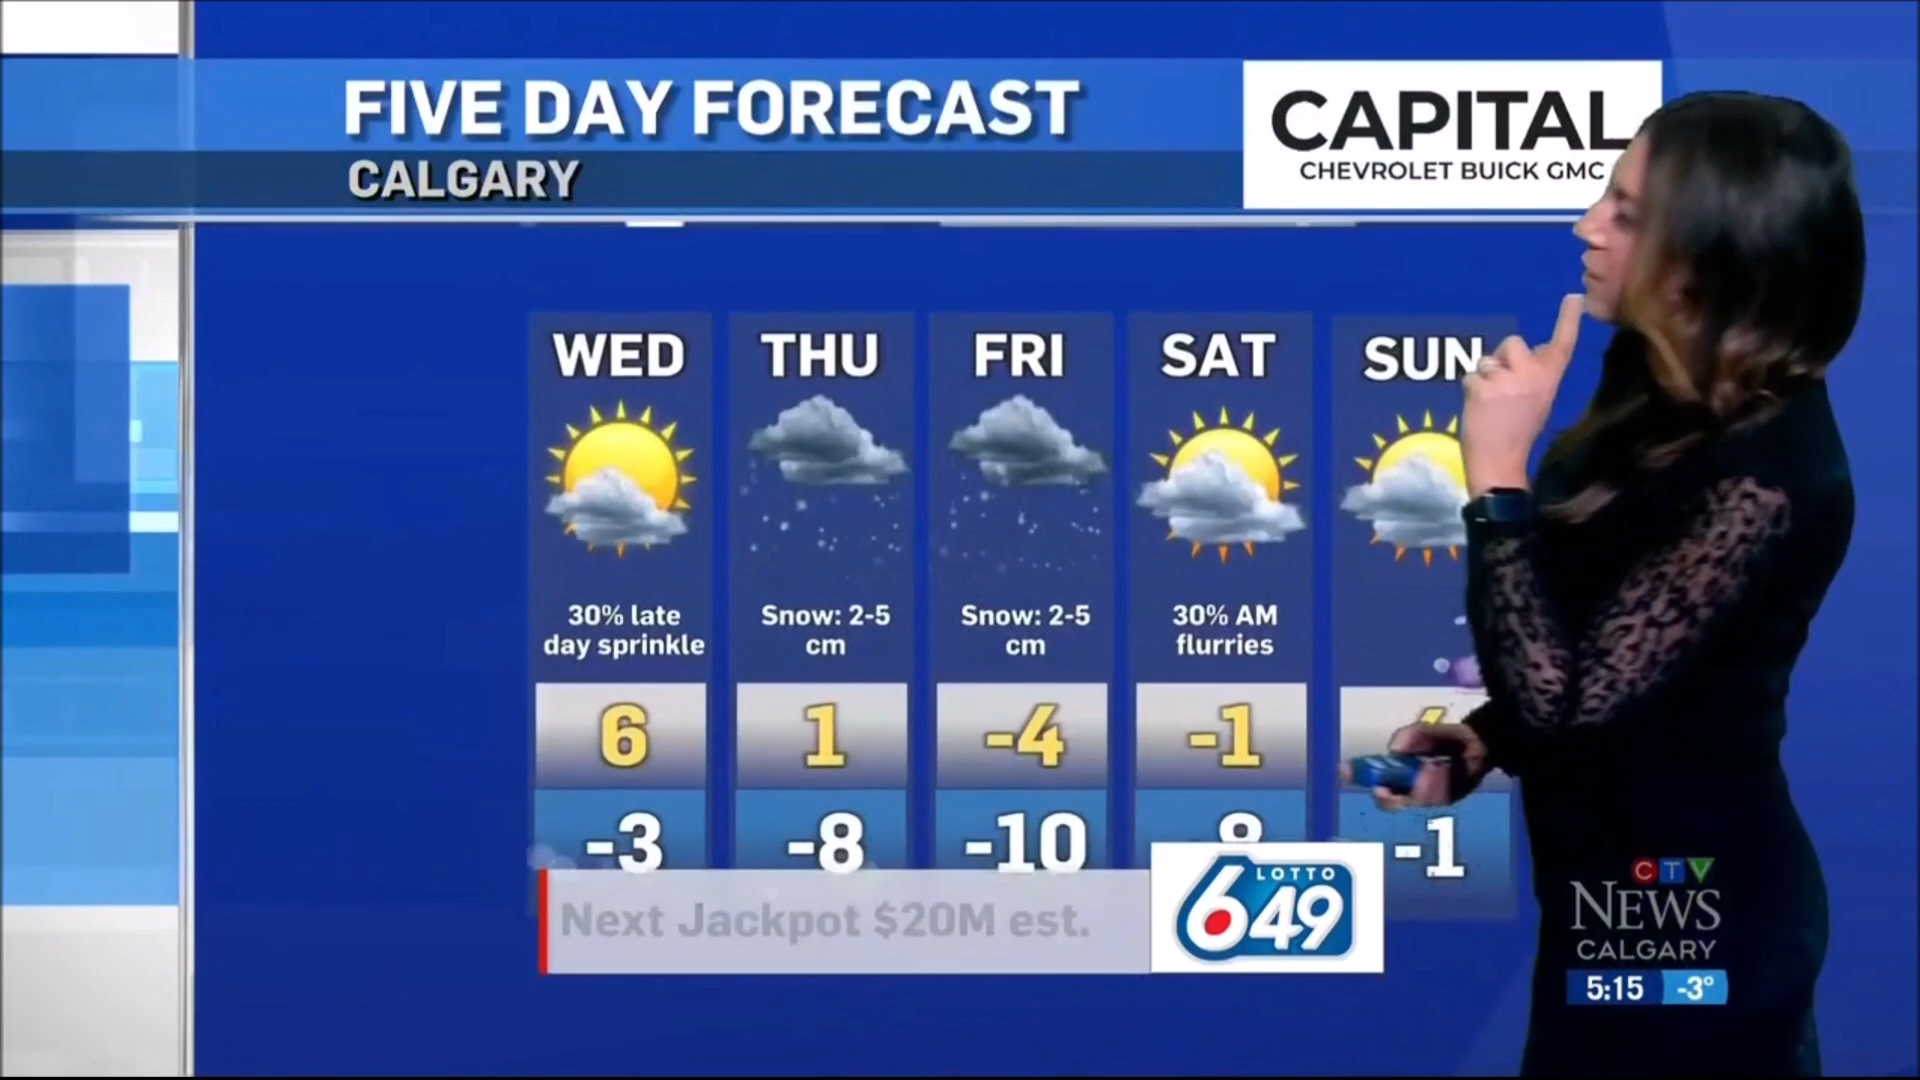 FIVE DAY FORECAST
CALGARY
CAPITAL
CHEVROLET BUICK GMC
WED THU FRI SAT SUN
30% late
day sprinkle
Snow: 2-5
cm
Snow: 2-5
cm
30% AM
flurries
6 1 -4 -1
-3 -8 -10 -1
Next Jackpot $20M est.
LOTTO
649
CTV
NEWS
CALGARY
5:15 -3°